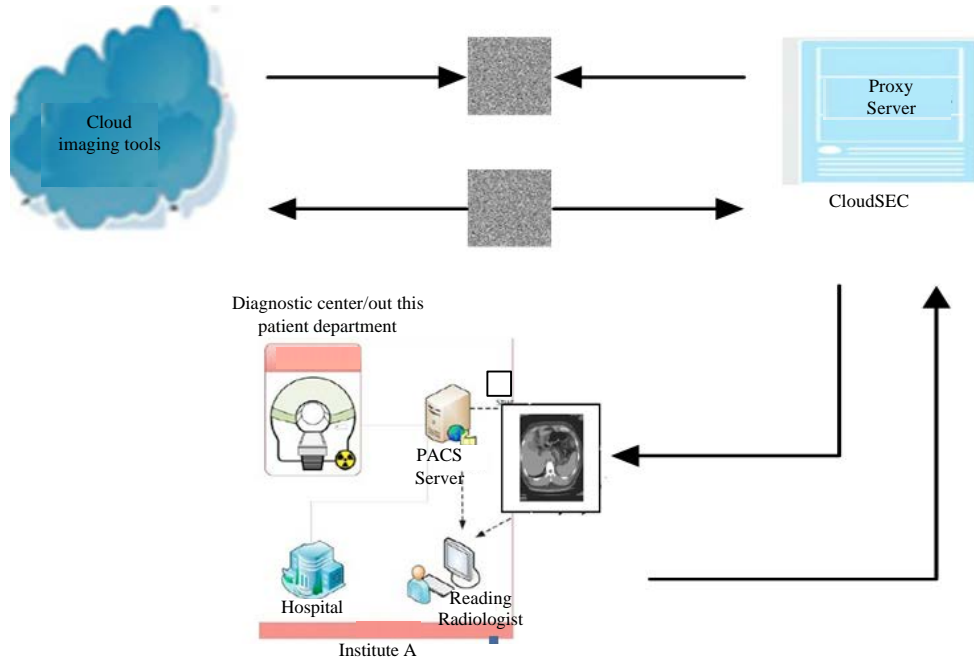 Cloud
imaging tools
Proxy
Server
CloudSEC
Diagnostic center/out this
patient department
PACS
Server
Hospital
Reading
Radiologist
Institute A